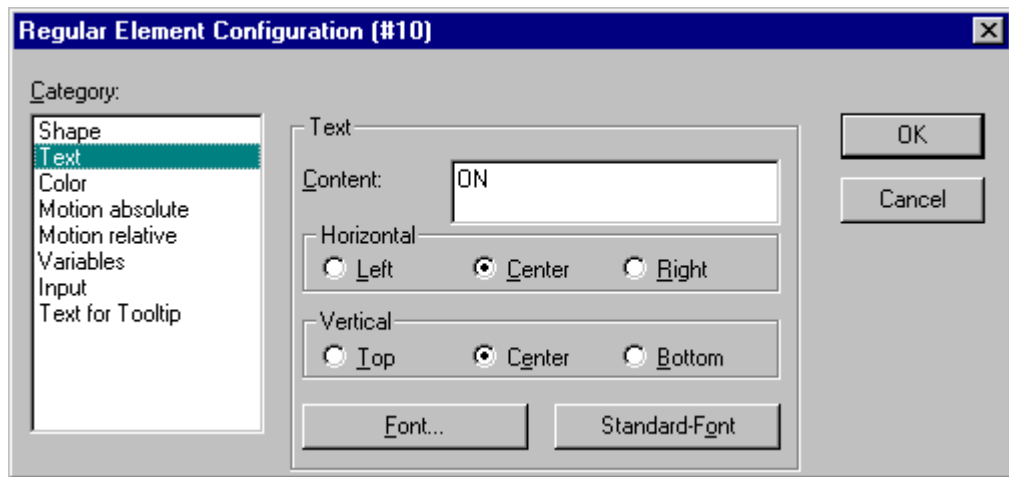 Regular Element Configuration (#10)
Category:
Shape
Text
Color
Motion absolute
Motion relative
Variables
Input
Text for Tooltip
Text
Content:
ON
Horizontal
Left Center Right
Vertical
Top Center Bottom
Font... Standard-Font
OK
Cancel